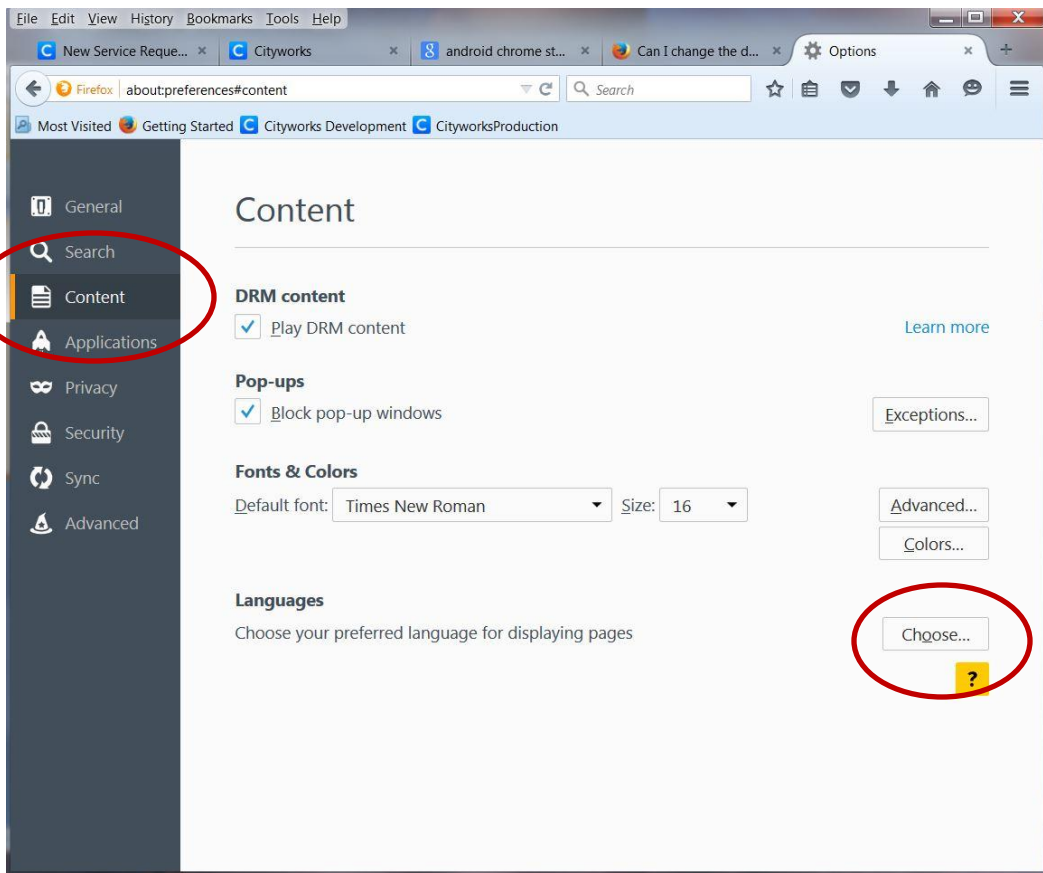 File Edit View History Bookmarks Tools Help
New Service Reque... Cityworks android chrome st... Can I change the d... Options
Firefox about:preferences#content Search
Most Visited Getting Started Cityworks Development CityworksProduction
General
Search
Content
Applications
Privacy
Security
Sync
Advanced
Content
DRM content
Play DRM content Learn more
Pop-ups
Block pop-up windows Exceptions...
Fonts & Colors
Default font: Times New Roman Size: 16 Advanced...
Colors...
Languages
Choose your preferred language for displaying pages Choose...
?